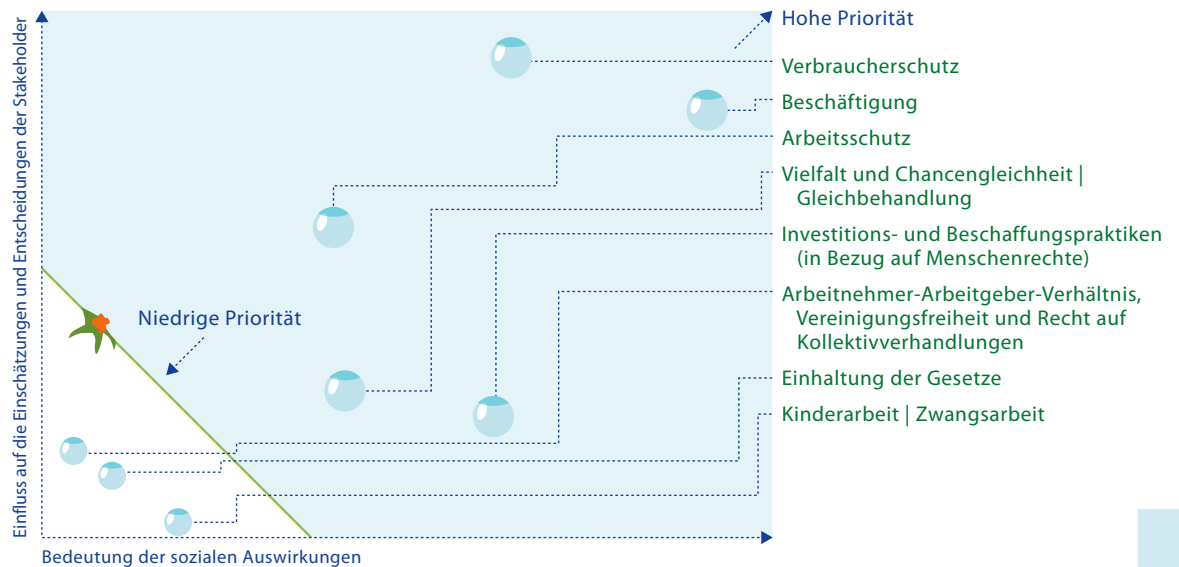 Einfluss auf die Einschätzungen und Entscheidungen der Stakeholder
Hohe Priorität
Verbraucherschutz
Beschäftigung
Arbeitsschutz
Vielfalt und Chancengleichheit |
Gleichbehandlung
Investitions- und Beschaffungspraktiken
(in Bezug auf Menschenrechte)
Arbeitnehmer-Arbeitgeber-Verhältnis,
Vereinigungsfreiheit und Recht auf
Kollektivverhandlungen
Einhaltung der Gesetze
Kinderarbeit | Zwangsarbeit
Niedrige Priorität
Bedeutung der sozialen Auswirkungen